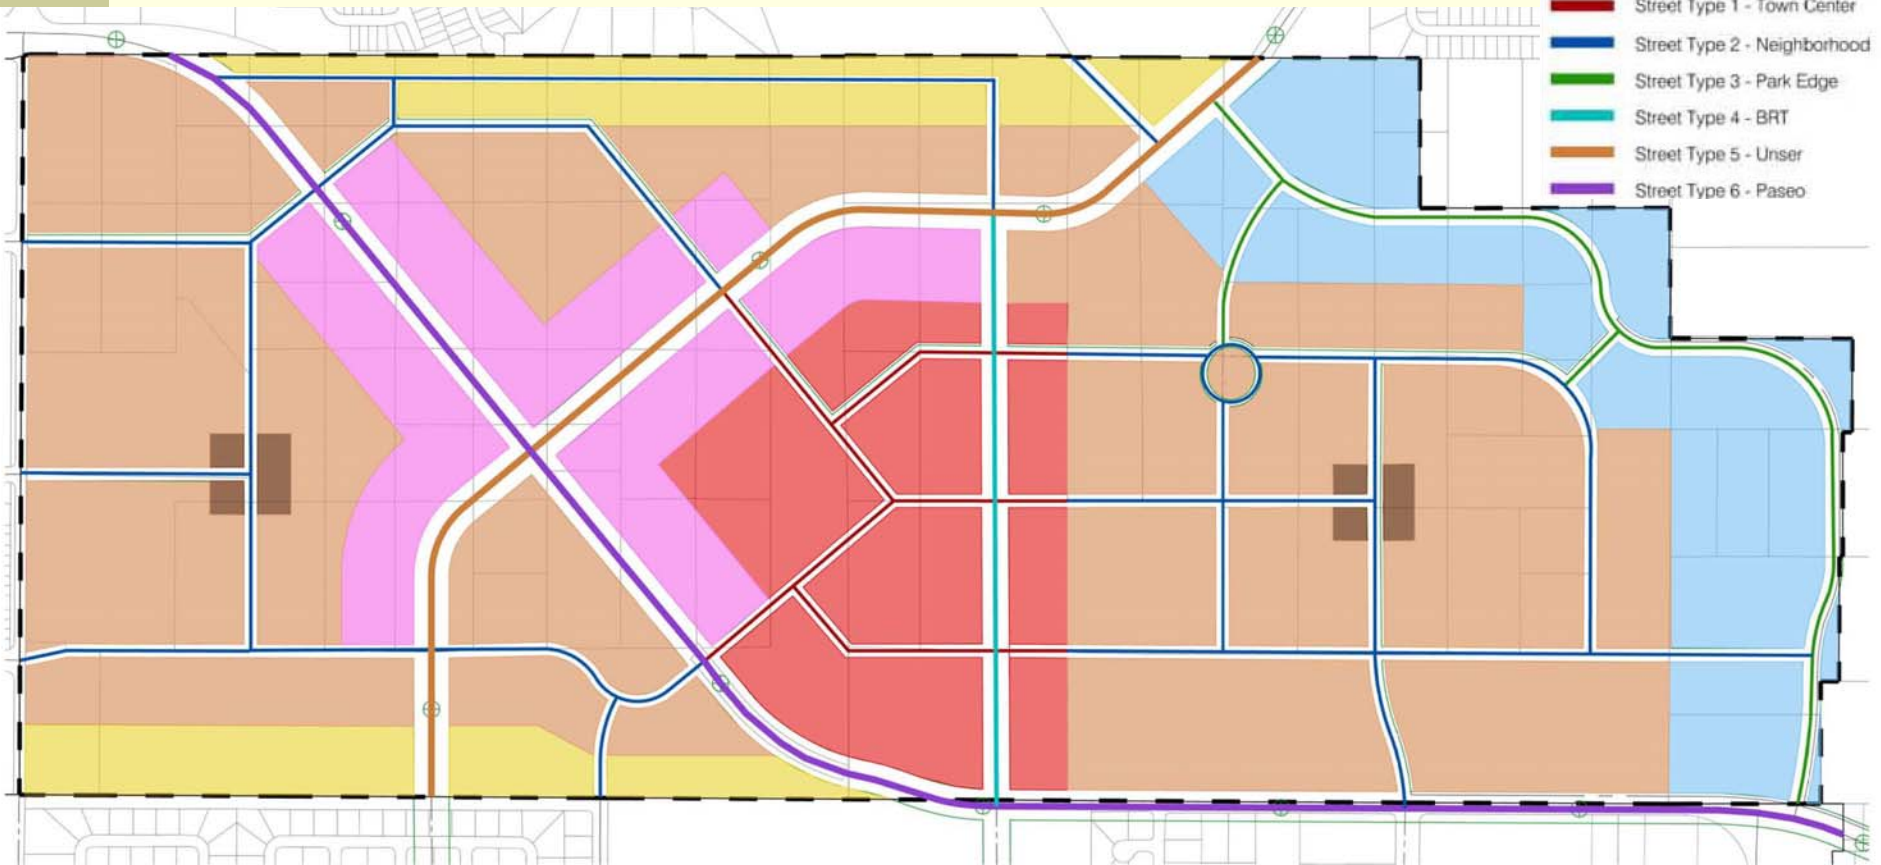 Street Type 1 - Town Center
Street Type 2 - Neighborhood
Street Type 3 - Park Edge
Street Type 4 - BRT
Street Type 5 - Unser
Street Type 6 - Paseo